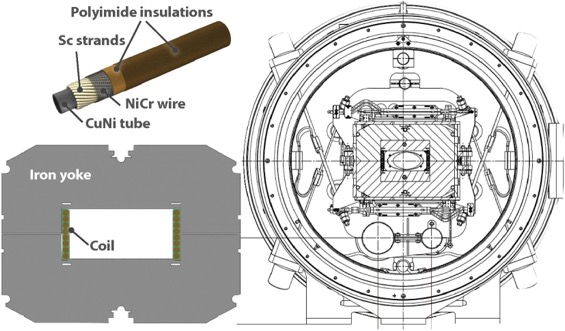 Polyimide insulations
Sc strands
NiCr wire
CuNi tube
Iron yoke
Coil